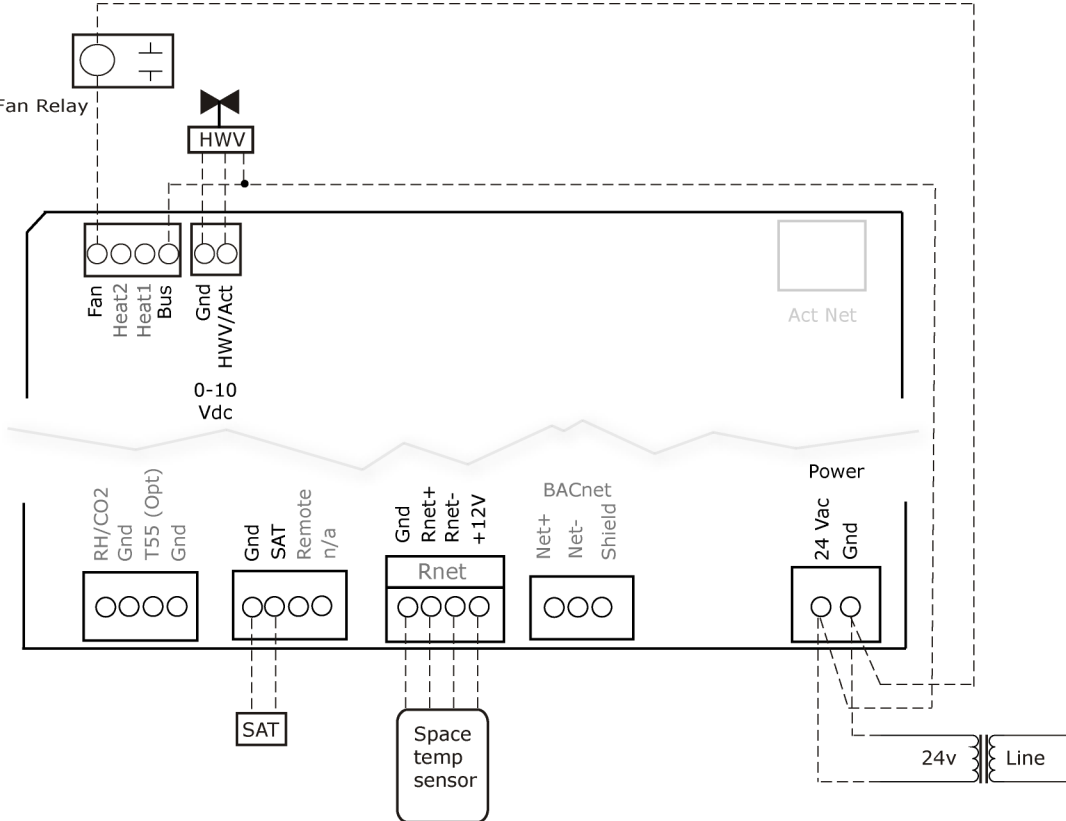 Fan Relay
HWV
Fan
Heat2
Heat1
Bus
Gnd
HWV/Act
0-10
Vdc
Act Net
RH/CO2
Gnd
T55 (Opt)
Gnd
Gnd
SAT
Remote
n/a
Gnd
Rnet+
Rnet-
+12V
Rnet
BACnet
Net+
Net-
Shield
Power
24 Vac
Gnd
SAT
Space
temp
sensor
24v
Line